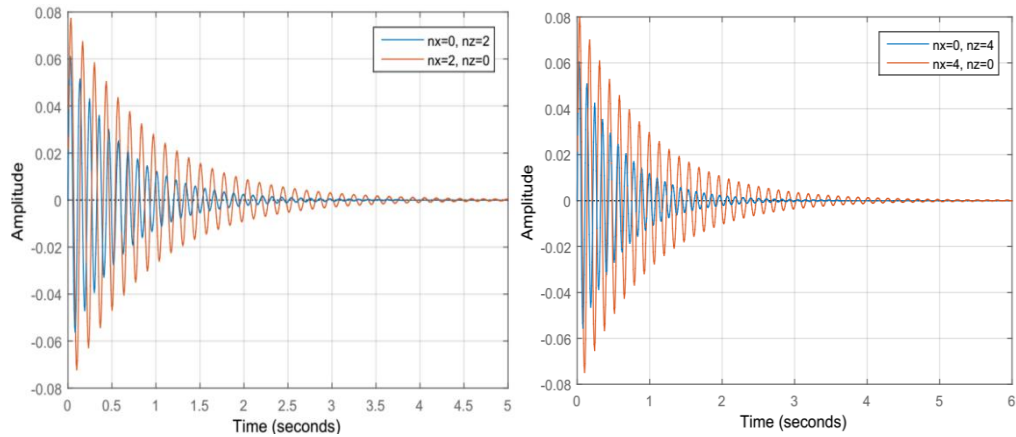 0.08
0.06
0.04
0.02
0
-0.02
-0.04
-0.06
-0.08
Amplitude
nx=0, nz=2
nx=2, nz=0
0 0.5 1 1.5 2 2.5 3 3.5 4 4.5 5
Time (seconds)
0.08
0.06
0.04
0.02
0
-0.02
-0.04
-0.06
-0.08
Amplitude
nx=0, nz=4
nx=4, nz=0
0 1 2 3 4 5 6
Time (seconds)